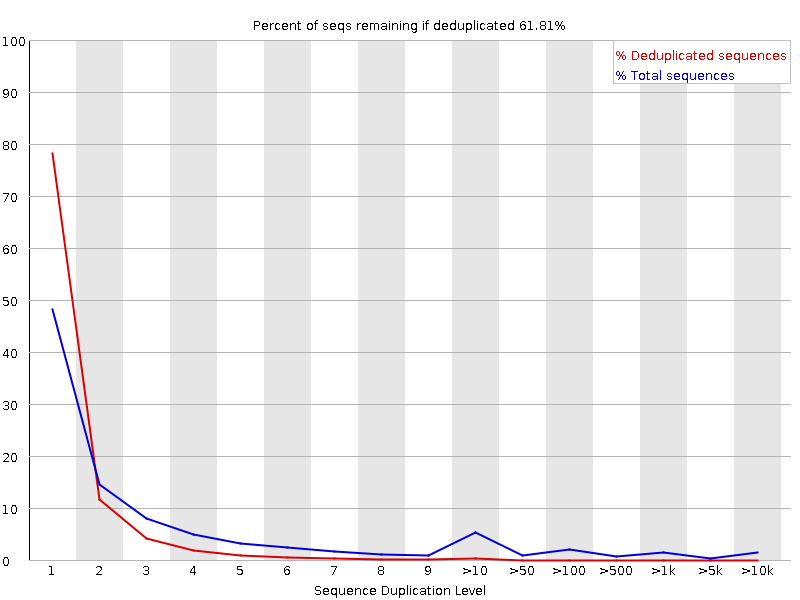 Percent of seqs remaining if deduplicated 61.81%
% Deduplicated sequences
% Total sequences
100
90
80
70
60
50
40
30
20
10
0
1 2 3 4 5 6 7 8 9 >10 >50 >100 >500 >1k >5k >10k
Sequence Duplication Level